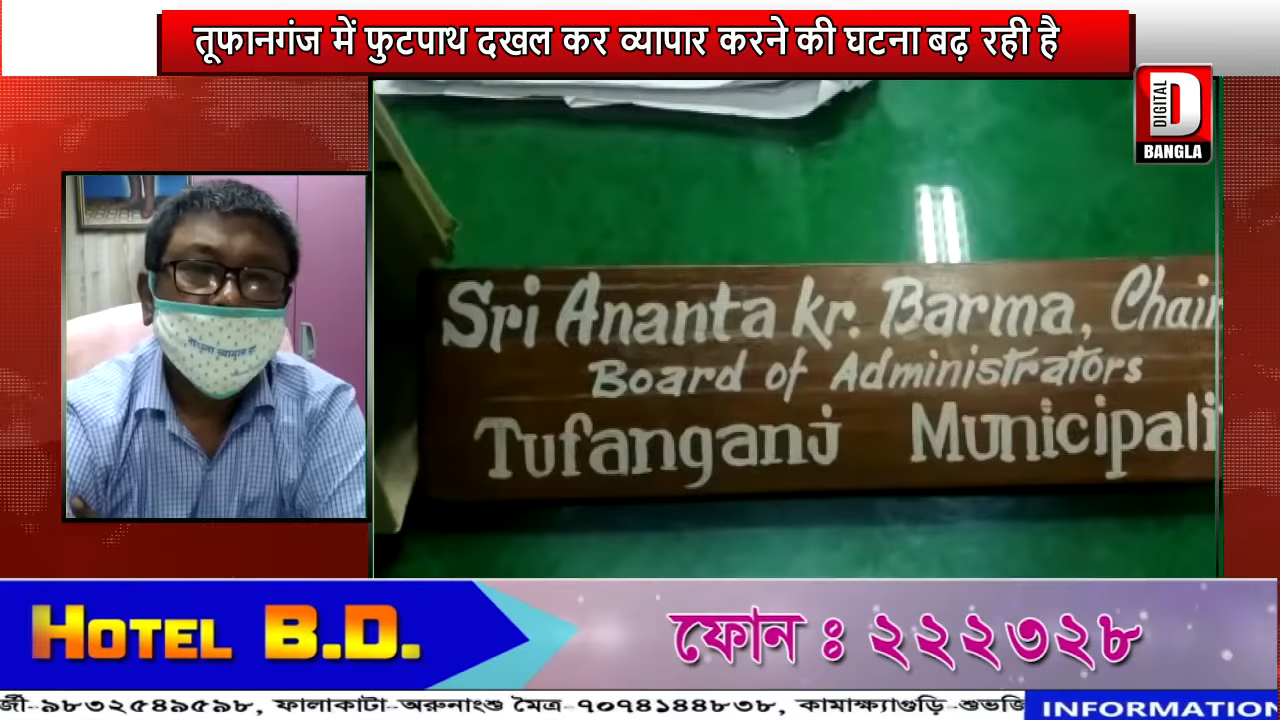 तूफानगंज में फुटपाथ दखल कर व्यापार करने की घटना बढ़ रही है
DIGITAL D
BANGLA
Sri Ananta Kr. Barma, Chair
Board of Administrators
Tufanganj Municipali
HOTEL B.D.
ফোন ঃ ২২২৩২৮
র্জী-৯৮৩২৫৪৯৫৯৮, ফালাকাটা-অরুনাংশু মৈত্র-৭০৭৪১৪৪৮৩৮, কামাক্ষ্যাগুড়ি-শুভজি
INFORMATION